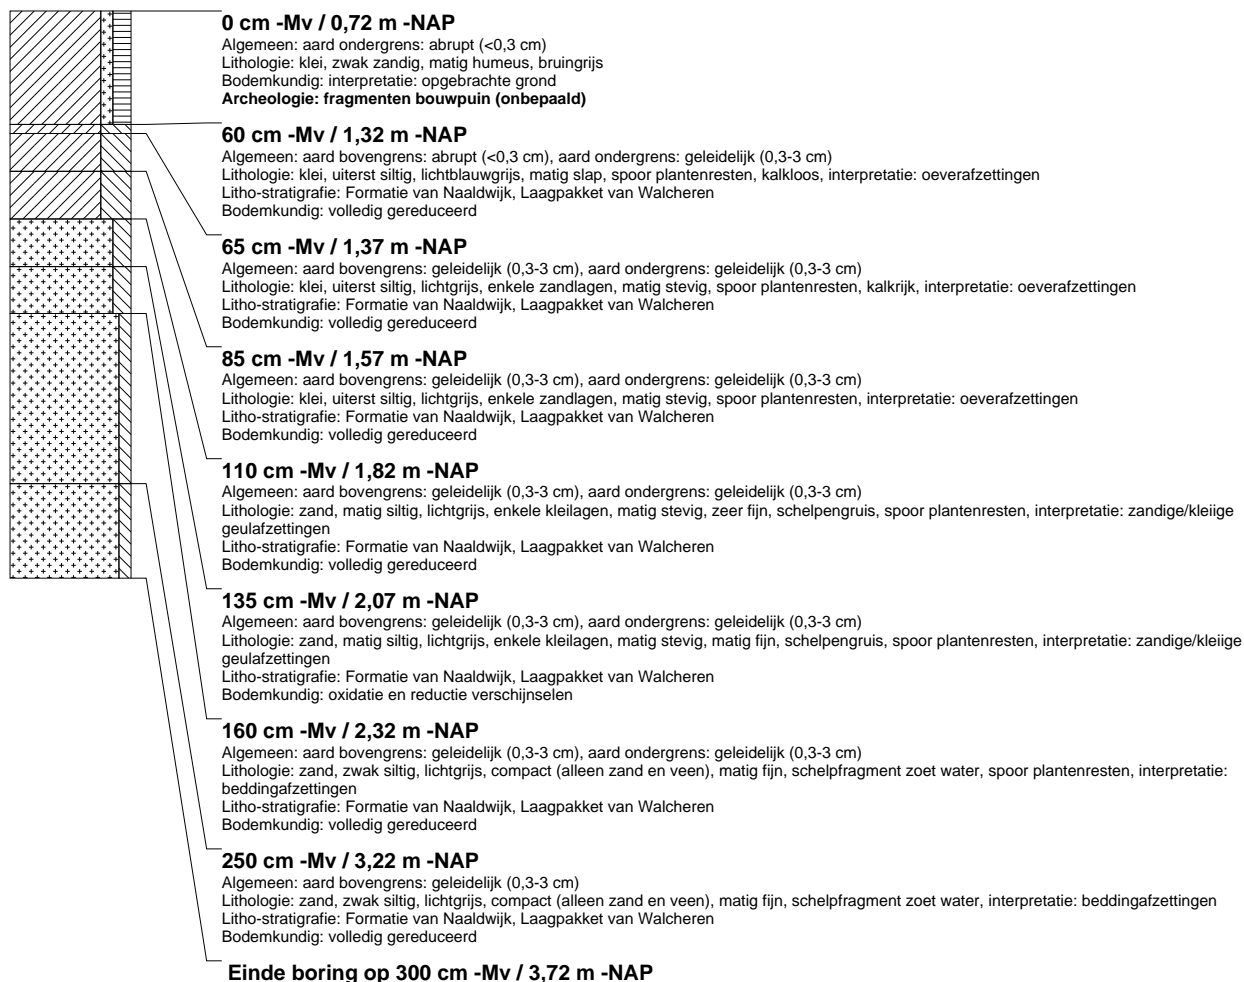 0 cm -Mv / 0,72 m -NAP
Algemeen: aard ondergrens: abrupt (<0,3 cm)
Lithologie: klei, zwak zandig, matig humeus, bruingrijs
Bodemkundig: interpretatie: opgebrachte grond
Archeologie: fragmenten bouwpuin (onbepaald)
60 cm -Mv / 1,32 m -NAP
Algemeen: aard bovengrens: abrupt (<0,3 cm), aard ondergrens: geleidelijk (0,3-3 cm)
Lithologie: klei, uiterst siltig, lichtblauwgrijs, matig slap, spoor plantenresten, kalkloos, interpretatie: oeverafzettingen
Litho-stratigrafie: Formatie van Naaldwijk, Laagpakket van Walcheren
Bodemkundig: volledig gereduceerd
65 cm -Mv / 1,37 m -NAP
Algemeen: aard bovengrens: geleidelijk (0,3-3 cm), aard ondergrens: geleidelijk (0,3-3 cm)
Lithologie: klei, uiterst siltig, lichtgrijs, enkele zandlagen, matig stevig, spoor plantenresten, kalkrijk, interpretatie: oeverafzettingen
Litho-stratigrafie: Formatie van Naaldwijk, Laagpakket van Walcheren
Bodemkundig: volledig gereduceerd
85 cm -Mv / 1,57 m -NAP
Algemeen: aard bovengrens: geleidelijk (0,3-3 cm), aard ondergrens: geleidelijk (0,3-3 cm)
Lithologie: klei, uiterst siltig, lichtgrijs, enkele zandlagen, matig stevig, spoor plantenresten, interpretatie: oeverafzettingen
Litho-stratigrafie: Formatie van Naaldwijk, Laagpakket van Walcheren
Bodemkundig: volledig gereduceerd
110 cm -Mv / 1,82 m -NAP
Algemeen: aard bovengrens: geleidelijk (0,3-3 cm), aard ondergrens: geleidelijk (0,3-3 cm)
Lithologie: zand, matig siltig, lichtgrijs, enkele kleilagen, matig stevig, zeer fijn, schelpengruis, spoor plantenresten, interpretatie: zandige/kleiige
geulafzettingen
Litho-stratigrafie: Formatie van Naaldwijk, Laagpakket van Walcheren
Bodemkundig: volledig gereduceerd
135 cm -Mv / 2,07 m -NAP
Algemeen: aard bovengrens: geleidelijk (0,3-3 cm), aard ondergrens: geleidelijk (0,3-3 cm)
Lithologie: zand, matig siltig, lichtgrijs, enkele kleilagen, matig stevig, matig fijn, schelpengruis, spoor plantenresten, interpretatie: zandige/kleiige
geulafzettingen
Litho-stratigrafie: Formatie van Naaldwijk, Laagpakket van Walcheren
Bodemkundig: oxidatie en reductie verschijnselen
160 cm -Mv / 2,32 m -NAP
Algemeen: aard bovengrens: geleidelijk (0,3-3 cm), aard ondergrens: geleidelijk (0,3-3 cm)
Lithologie: zand, zwak siltig, lichtgrijs, compact (alleen zand en veen), matig fijn, schelpfragment zoet water, spoor plantenresten, interpretatie:
beddingafzettingen
Litho-stratigrafie: Formatie van Naaldwijk, Laagpakket van Walcheren
Bodemkundig: volledig gereduceerd
250 cm -Mv / 3,22 m -NAP
Algemeen: aard bovengrens: geleidelijk (0,3-3 cm)
Lithologie: zand, zwak siltig, lichtgrijs, compact (alleen zand en veen), matig fijn, schelpfragment zoet water, interpretatie: beddingafzettingen
Litho-stratigrafie: Formatie van Naaldwijk, Laagpakket van Walcheren
Bodemkundig: volledig gereduceerd
Einde boring op 300 cm -Mv / 3,72 m -NAP